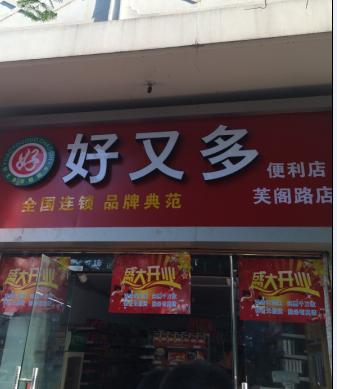 好
好又多
便利店
全国连锁 品牌典范
芙阁路店
盛大开业
盛大开业
盛大开业